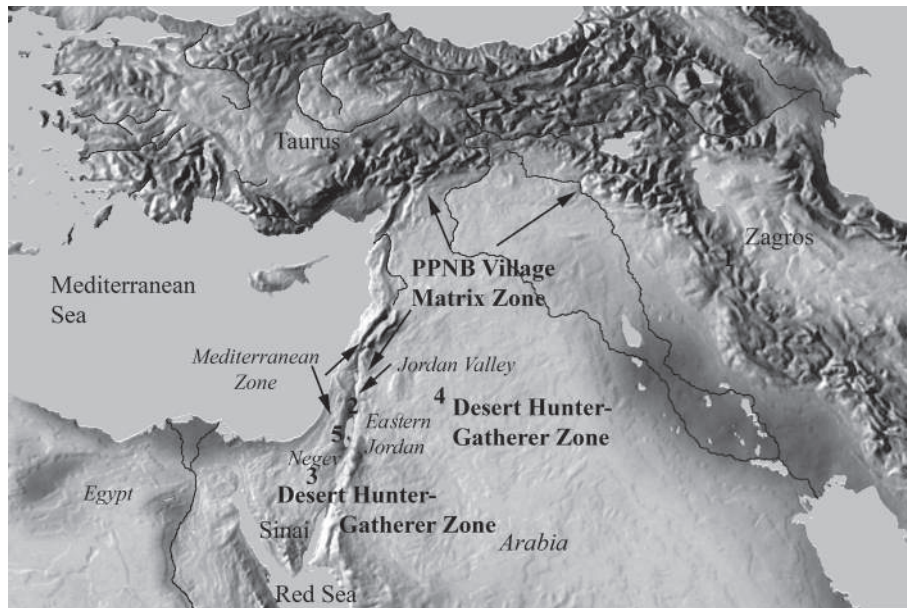 Taurus
Zagros
1
PPNB Village
Matrix Zone
Mediterranean
Sea
Mediterranean
Zone
Jordan Valley
4
Desert Hunter-
Gatherer Zone
2
Eastern
Jordan
5
Negev
3
Egypt
Desert Hunter-
Gatherer Zone
Sinai
Arabia
Red Sea